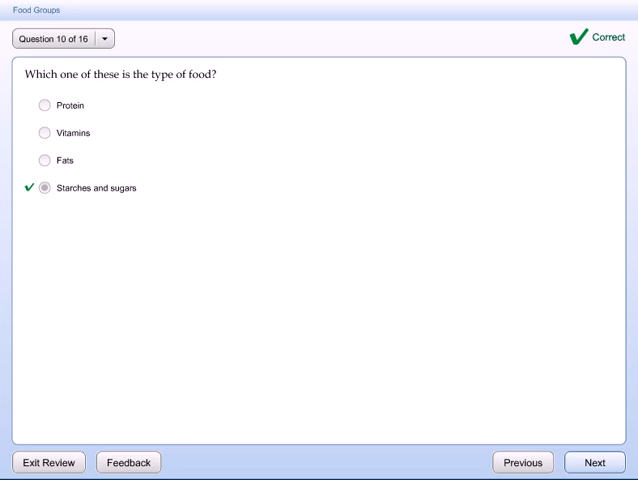 Food Groups
Question 10 of 16
Correct
Which one of these is the type of food?
Protein
Vitamins
Fats
Starches and sugars
Exit Review
Feedback
Previous
Next